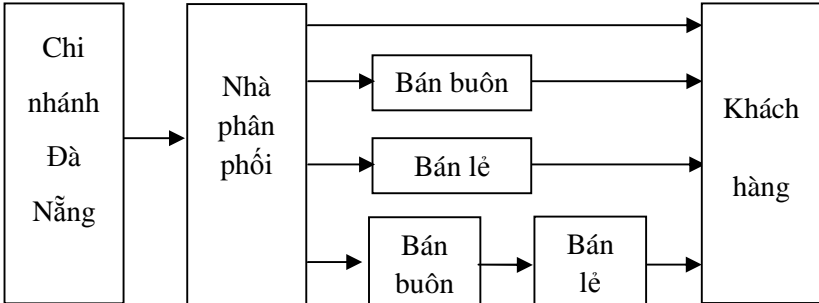 Chi
nhánh
Đà
Nẵng
Nhà
phân
phối
Bán buôn
Bán lẻ
Bán
buôn
Bán
lẻ
Khách
hàng